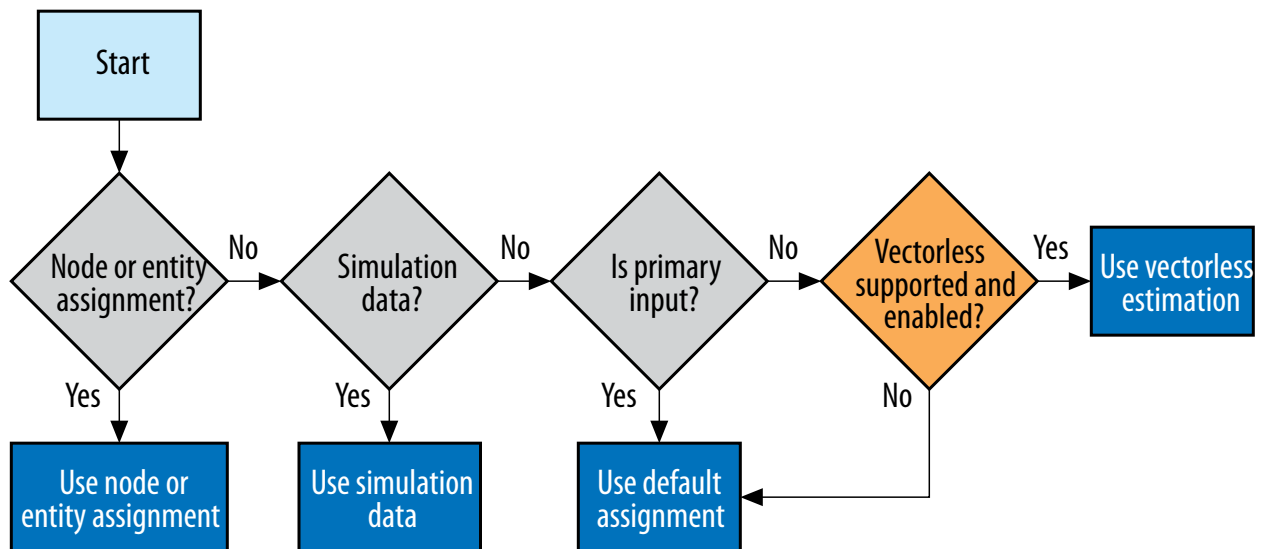 Start
Node or entity
assignment?
No
Simulation
data?
No
Is primary
input?
No
Vectorless
supported and
enabled?
Yes
Use vectorless
estimation
Yes
Yes
Yes
No
Use node or
entity assignment
Use simulation
data
Use default
assignment